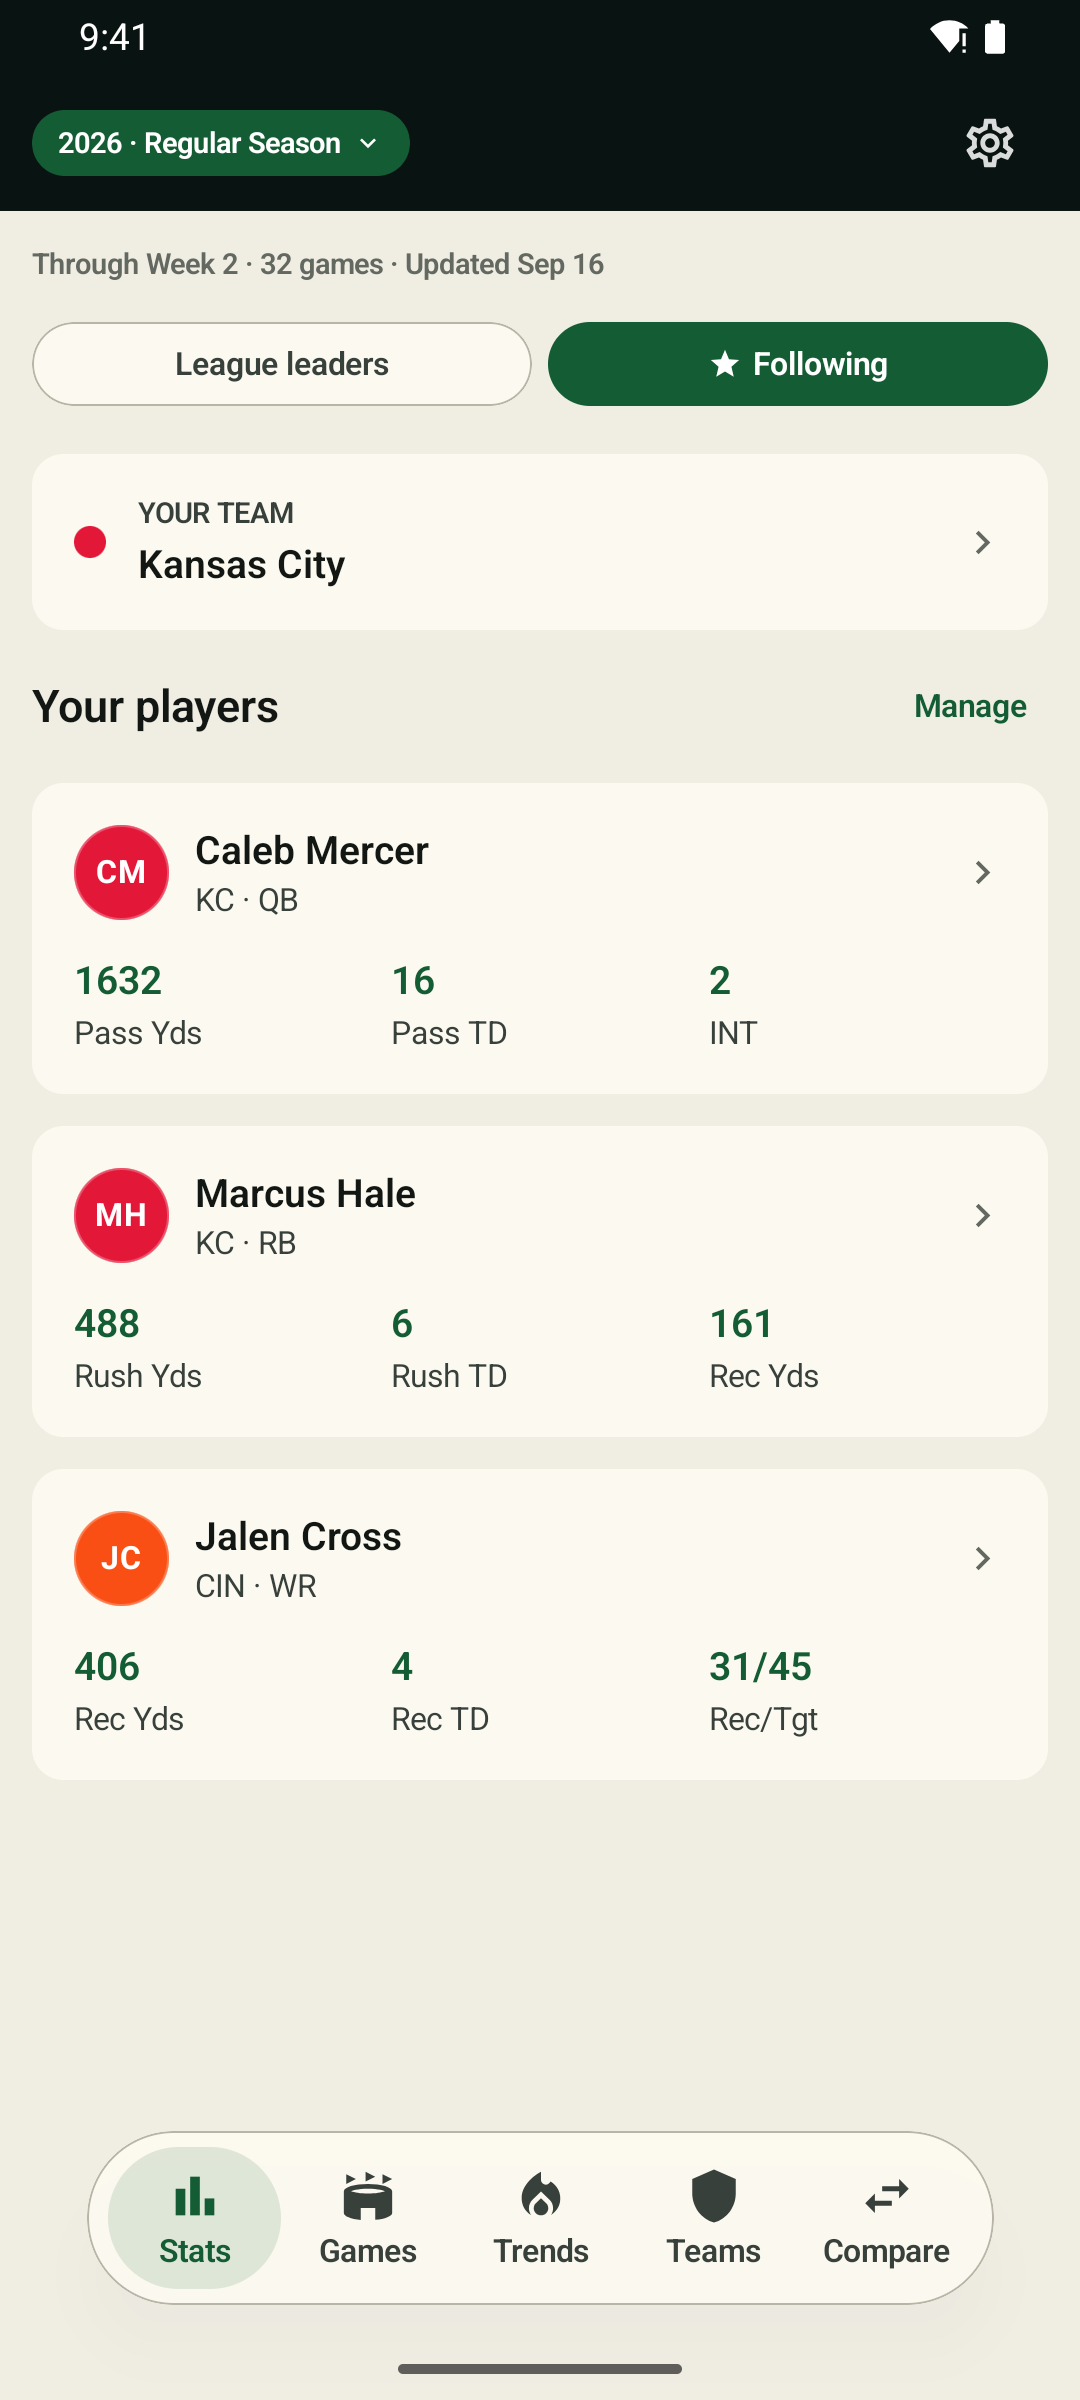 9:41
2026 · Regular Season
Through Week 2 · 32 games · Updated Sep 16
League leaders
Following
YOUR TEAM
Kansas City
Your players
Manage
CM
Caleb Mercer
KC · QB
1632 16 2
Pass Yds Pass TD INT
MH
Marcus Hale
KC · RB
488 6 161
Rush Yds Rush TD Rec Yds
JC
Jalen Cross
CIN · WR
406 4 31/45
Rec Yds Rec TD Rec/Tgt
Stats Games Trends Teams Compare